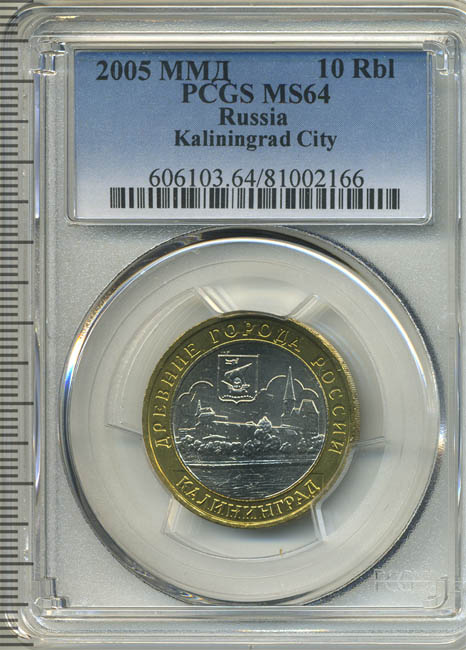 2005 ММД 10 Rbl
PCGS MS64
Russia
Kaliningrad City
606103.64/81002166
ДРЕВНИЕ ГОРОДА РОССИИ
КАЛИНИНГРАД